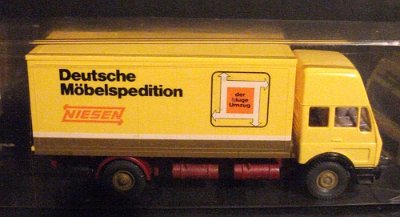 Deutsche
Möbelspedition
NIESEN
der
kluge
Umzug